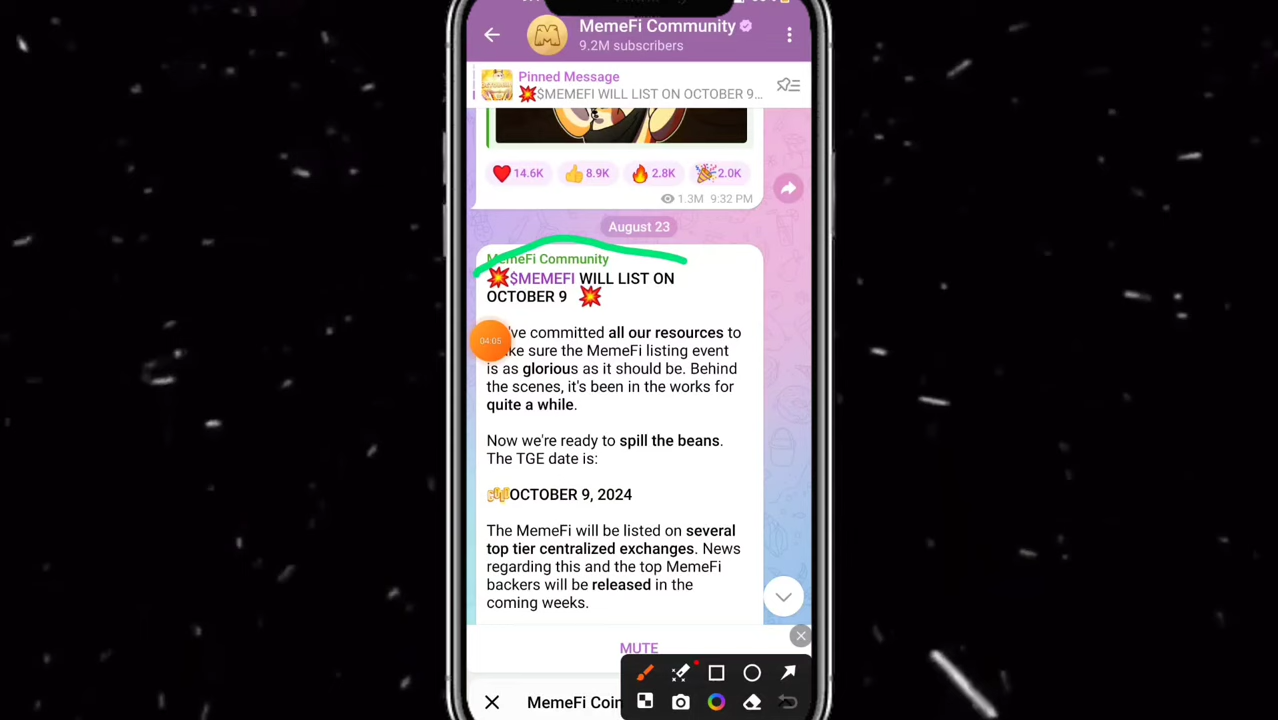 MemeFi Community
9.2M subscribers
Pinned Message
💥$MEMEFI WILL LIST ON OCTOBER 9...
14.6K 8.9K 2.8K 2.0K
1.3M 9:32 PM
August 23
MemeFi Community
💥$MEMEFI WILL LIST ON
OCTOBER 9 💥
've committed all our resources to
ke sure the MemeFi listing event
is as glorious as it should be. Behind
the scenes, it's been in the works for
quite a while.
04:05
Now we're ready to spill the beans.
The TGE date is:
OCTOBER 9, 2024
The MemeFi will be listed on several
top tier centralized exchanges. News
regarding this and the top MemeFi
backers will be released in the
coming weeks.
MUTE
MemeFi Coin